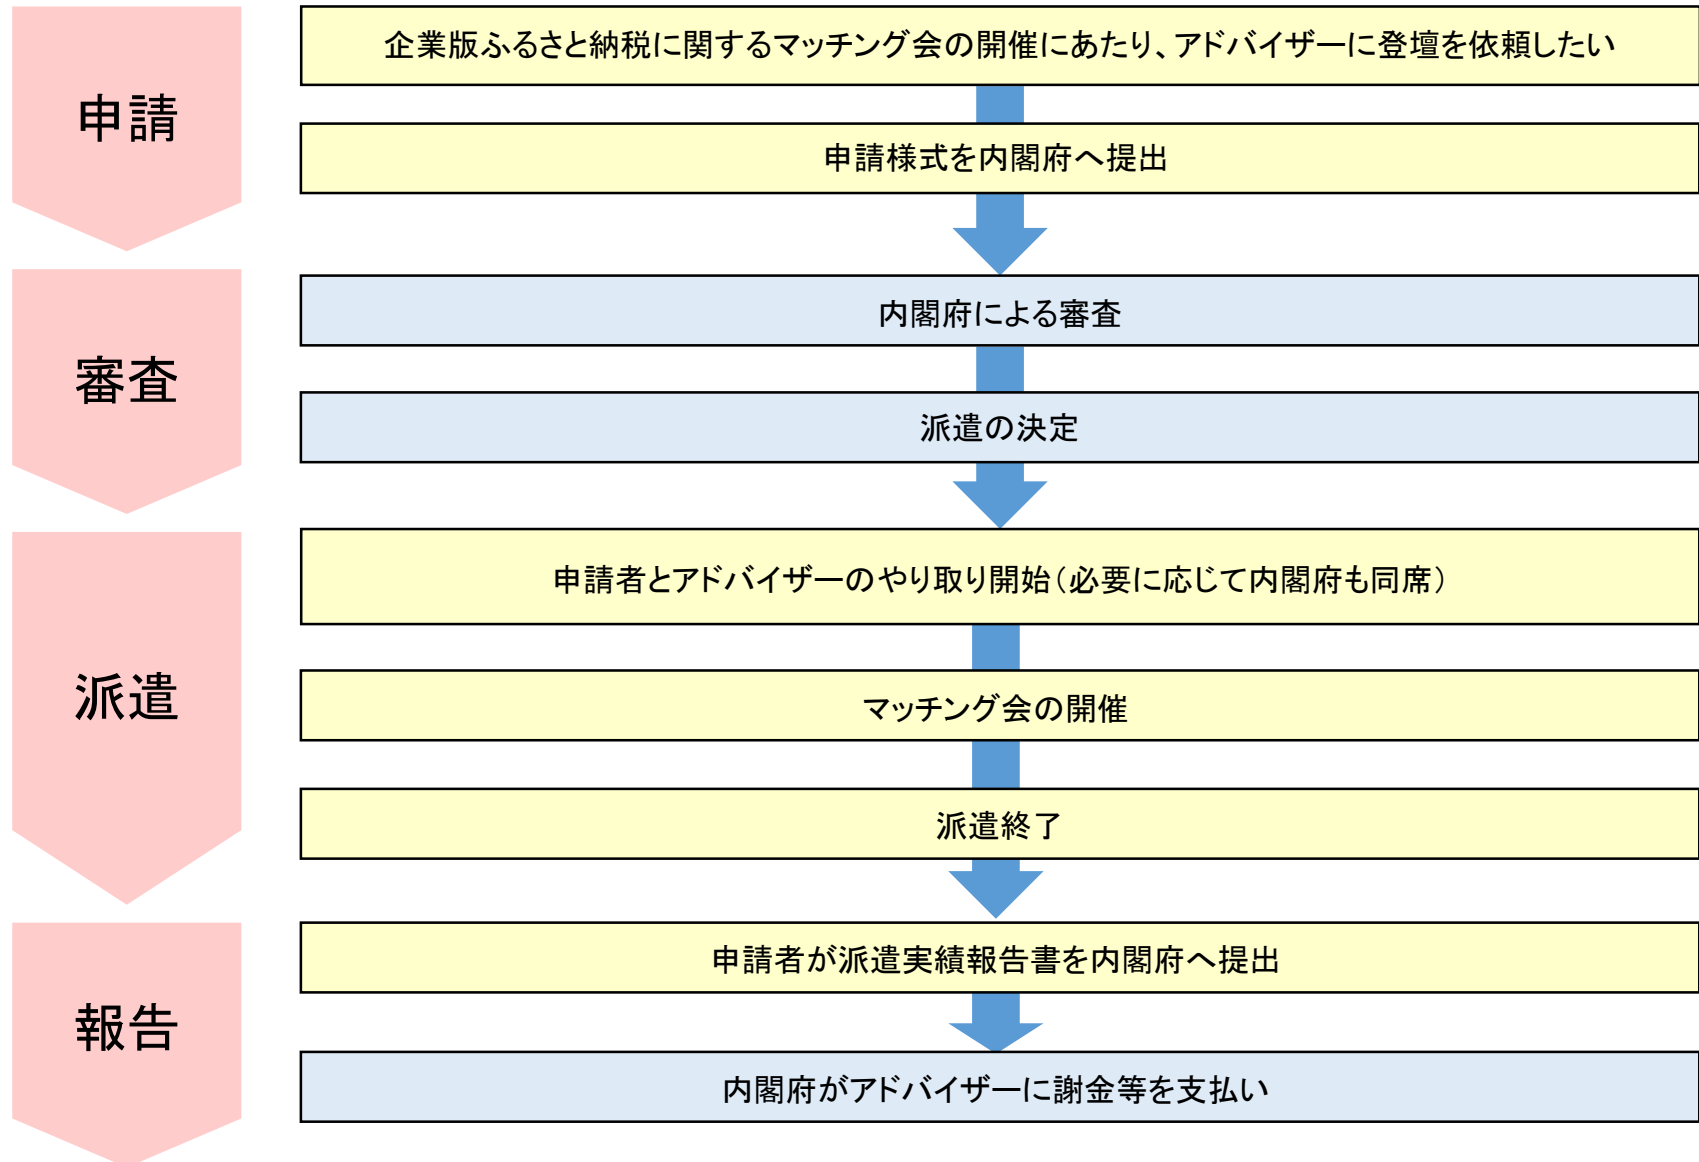 申請
企業版ふるさと納税に関するマッチング会の開催にあたり、アドバイザーに登壇を依頼したい
申請様式を内閣府へ提出
審査
内閣府による審査
派遣の決定
派遣
申請者とアドバイザーのやり取り開始（必要に応じて内閣府も同席）
マッチング会の開催
派遣終了
報告
申請者が派遣実績報告書を内閣府へ提出
内閣府がアドバイザーに謝金等を支払い